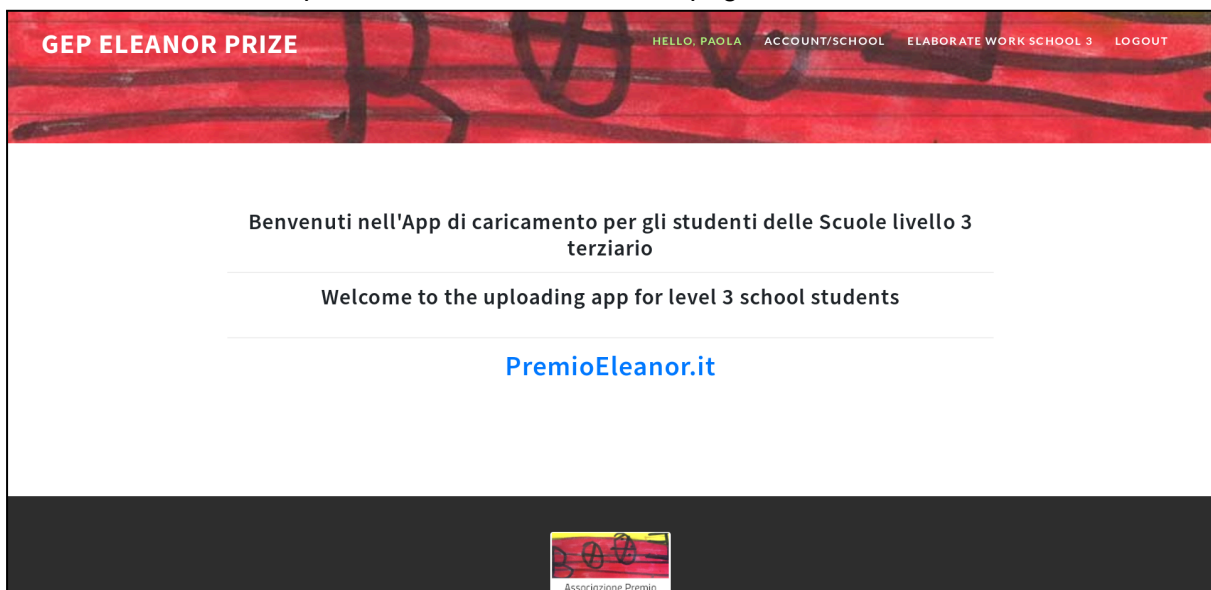 GEP ELEANOR PRIZE
HELLO, PAOLA ACCOUNT/SCHOOL ELABORATE WORK SCHOOL 3 LOGOUT
Benvenuti nell'App di caricamento per gli studenti delle Scuole livello 3
terziario
Welcome to the uploading app for level 3 school students
PremioEleanor.it
Associazione Premio